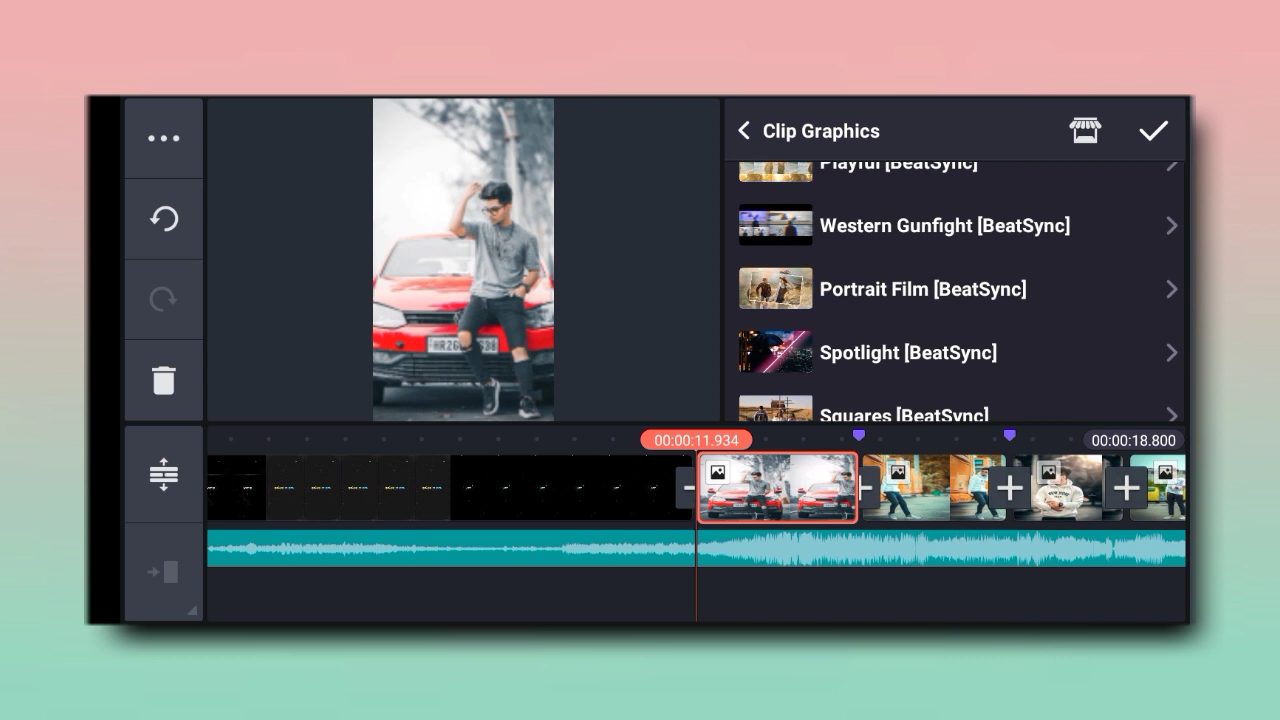 Clip Graphics
Playful [BeatSync]
Western Gunfight [BeatSync]
Portrait Film [BeatSync]
Spotlight [BeatSync]
Squares [BeatSync]
00:00:11.934
00:00:18.800